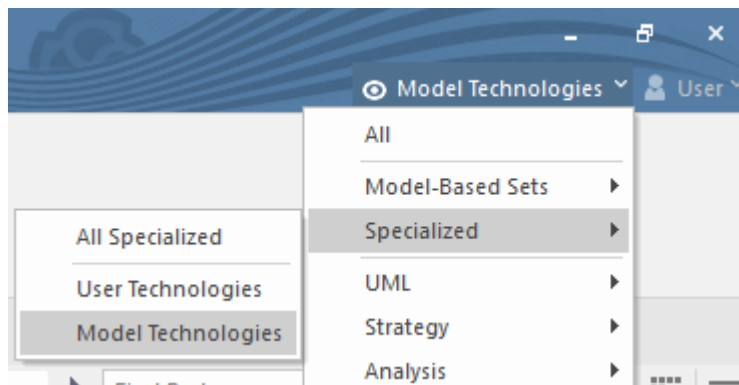 Model Technologies
User
All
Model-Based Sets
Specialized
UML
Strategy
Analysis
All Specialized
User Technologies
Model Technologies